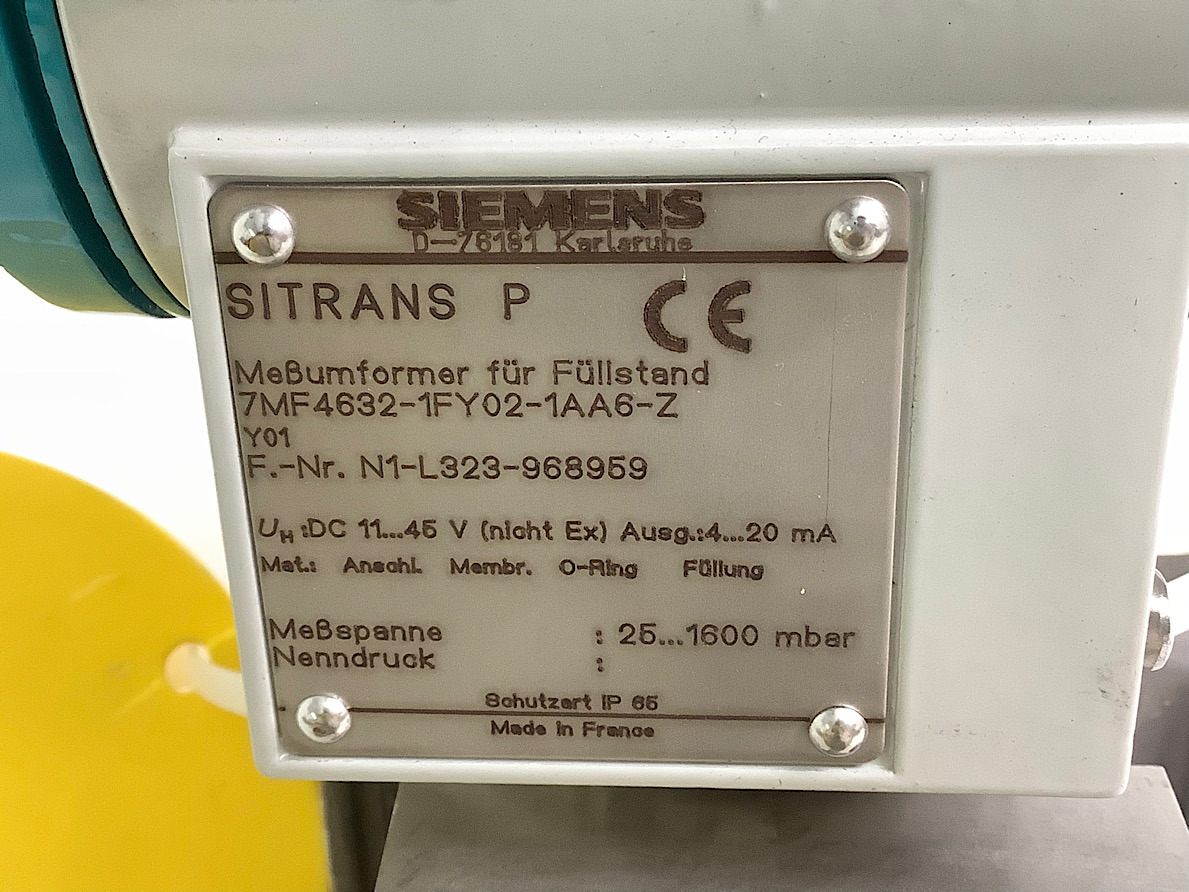 SIEMENS
D-76181 Karlsruhe
SITRANS P CE
Meßumformer für Füllstand
7MF4632-1FY02-1AA6-Z
Y01
F.-Nr. N1-L323-968959
UH :DC 11...45 V (nicht Ex) Ausg.:4...20 mA
Mat.: Anschl. Membr. O-Ring Füllung
Meßspanne : 25...1600 mbar
Nenndruck :
Schutzart IP 65
Made in France